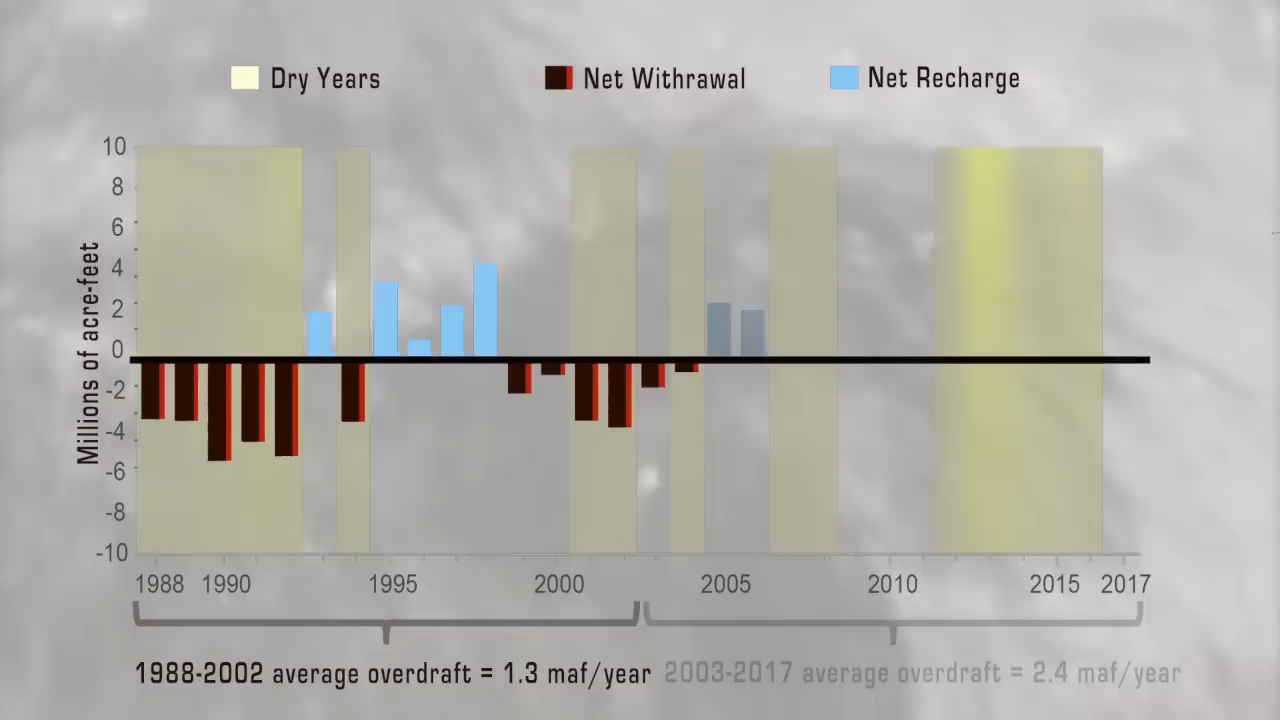 Dry Years
Net Withrawal
Net Recharge
Millions of acre-feet
10
8
6
4
2
0
-2
-4
-6
-8
-10
1988 1990 1995 2000 2005 2010 2015 2017
1988-2002 average overdraft = 1.3 maf/year
2003-2017 average overdraft = 2.4 maf/year